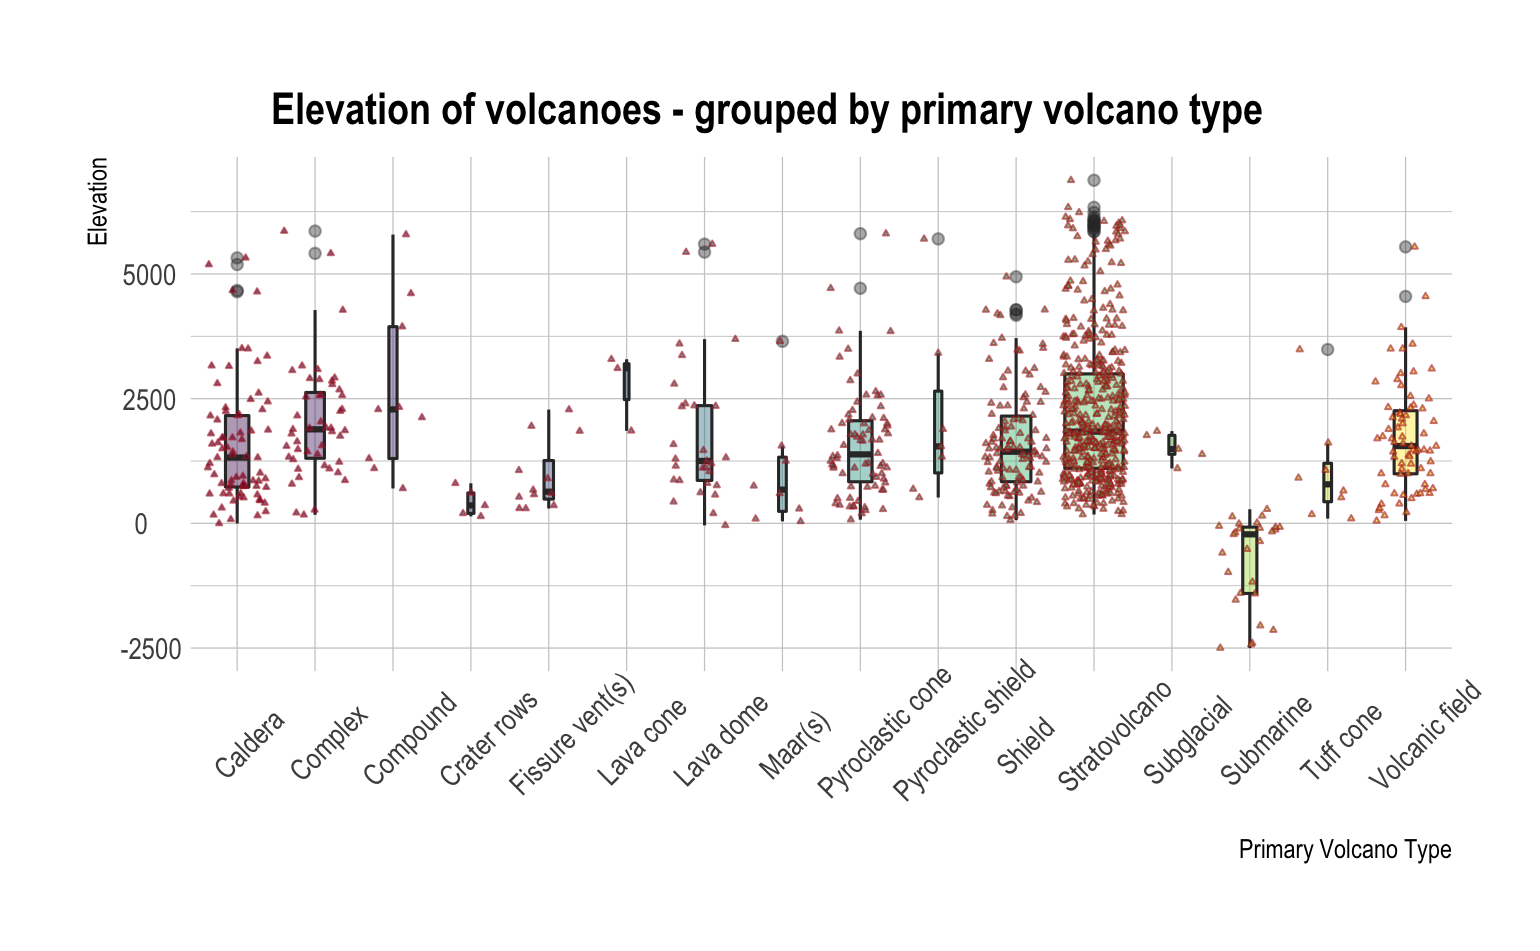 Elevation of volcanoes - grouped by primary volcano type
Elevation
5000
2500
0
-2500
Caldera
Complex
Compound
Crater rows
Fissure vent(s)
Lava cone
Lava dome
Maar(s)
Pyroclastic cone
Pyroclastic shield
Shield
Stratovolcano
Subglacial
Submarine
Tuff cone
Volcanic field
Primary Volcano Type